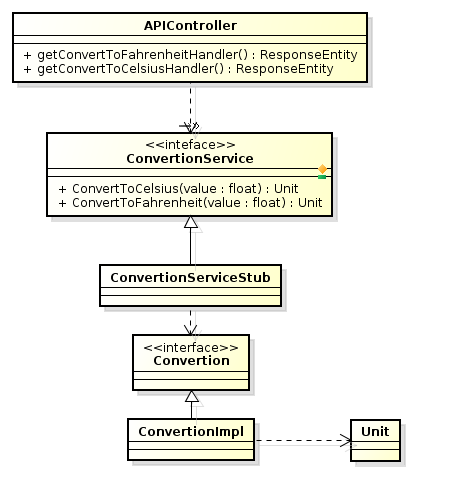 APIController
+ getConvertToFahrenheitHandler() : ResponseEntity
+ getConvertToCelsiusHandler() : ResponseEntity
<<inteface>>
ConvertionService
+ ConvertToCelsius(value : float) : Unit
+ ConvertToFahrenheit(value : float) : Unit
ConvertionServiceStub
<<interface>>
Convertion
ConvertionImpl
Unit